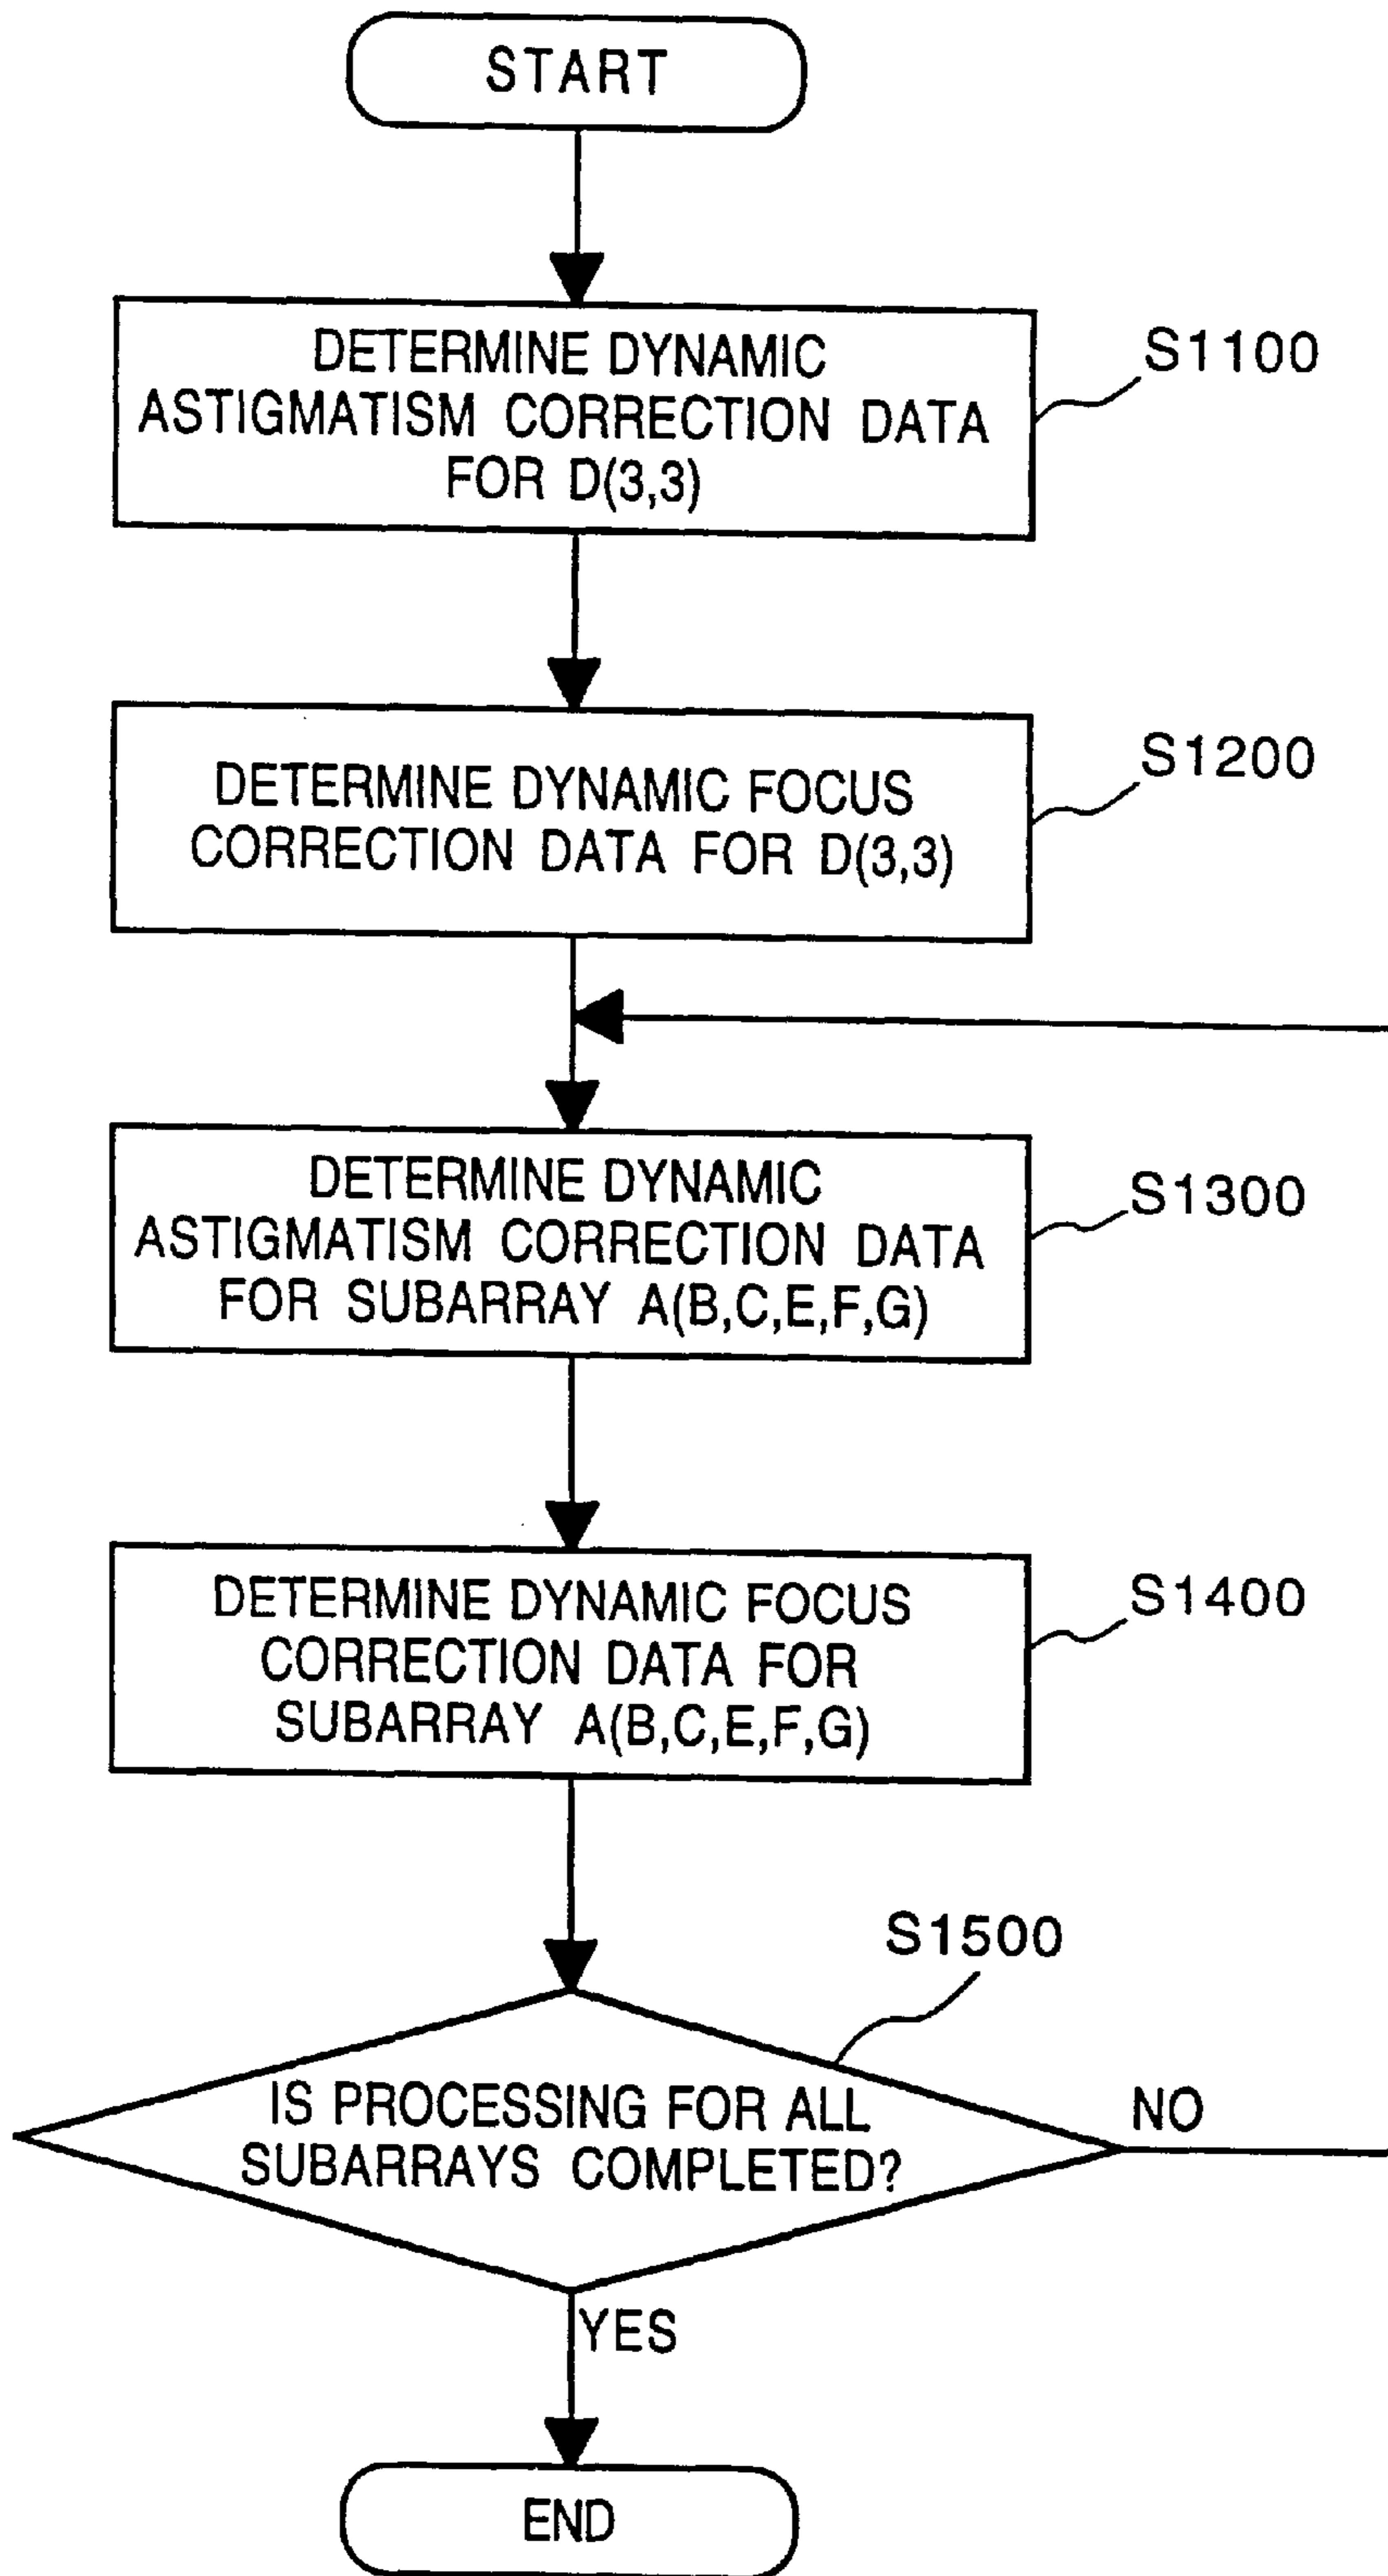 START
DETERMINE DYNAMIC
ASTIGMATISM CORRECTION DATA
FOR D(3,3)
S1100
DETERMINE DYNAMIC FOCUS
CORRECTION DATA FOR D(3,3)
S1200
DETERMINE DYNAMIC
ASTIGMATISM CORRECTION DATA
FOR SUBARRAY A(B,C,E,F,G)
S1300
DETERMINE DYNAMIC FOCUS
CORRECTION DATA FOR
SUBARRAY A(B,C,E,F,G)
S1400
S1500
IS PROCESSING FOR ALL
SUBARRAYS COMPLETED?
NO
YES
END